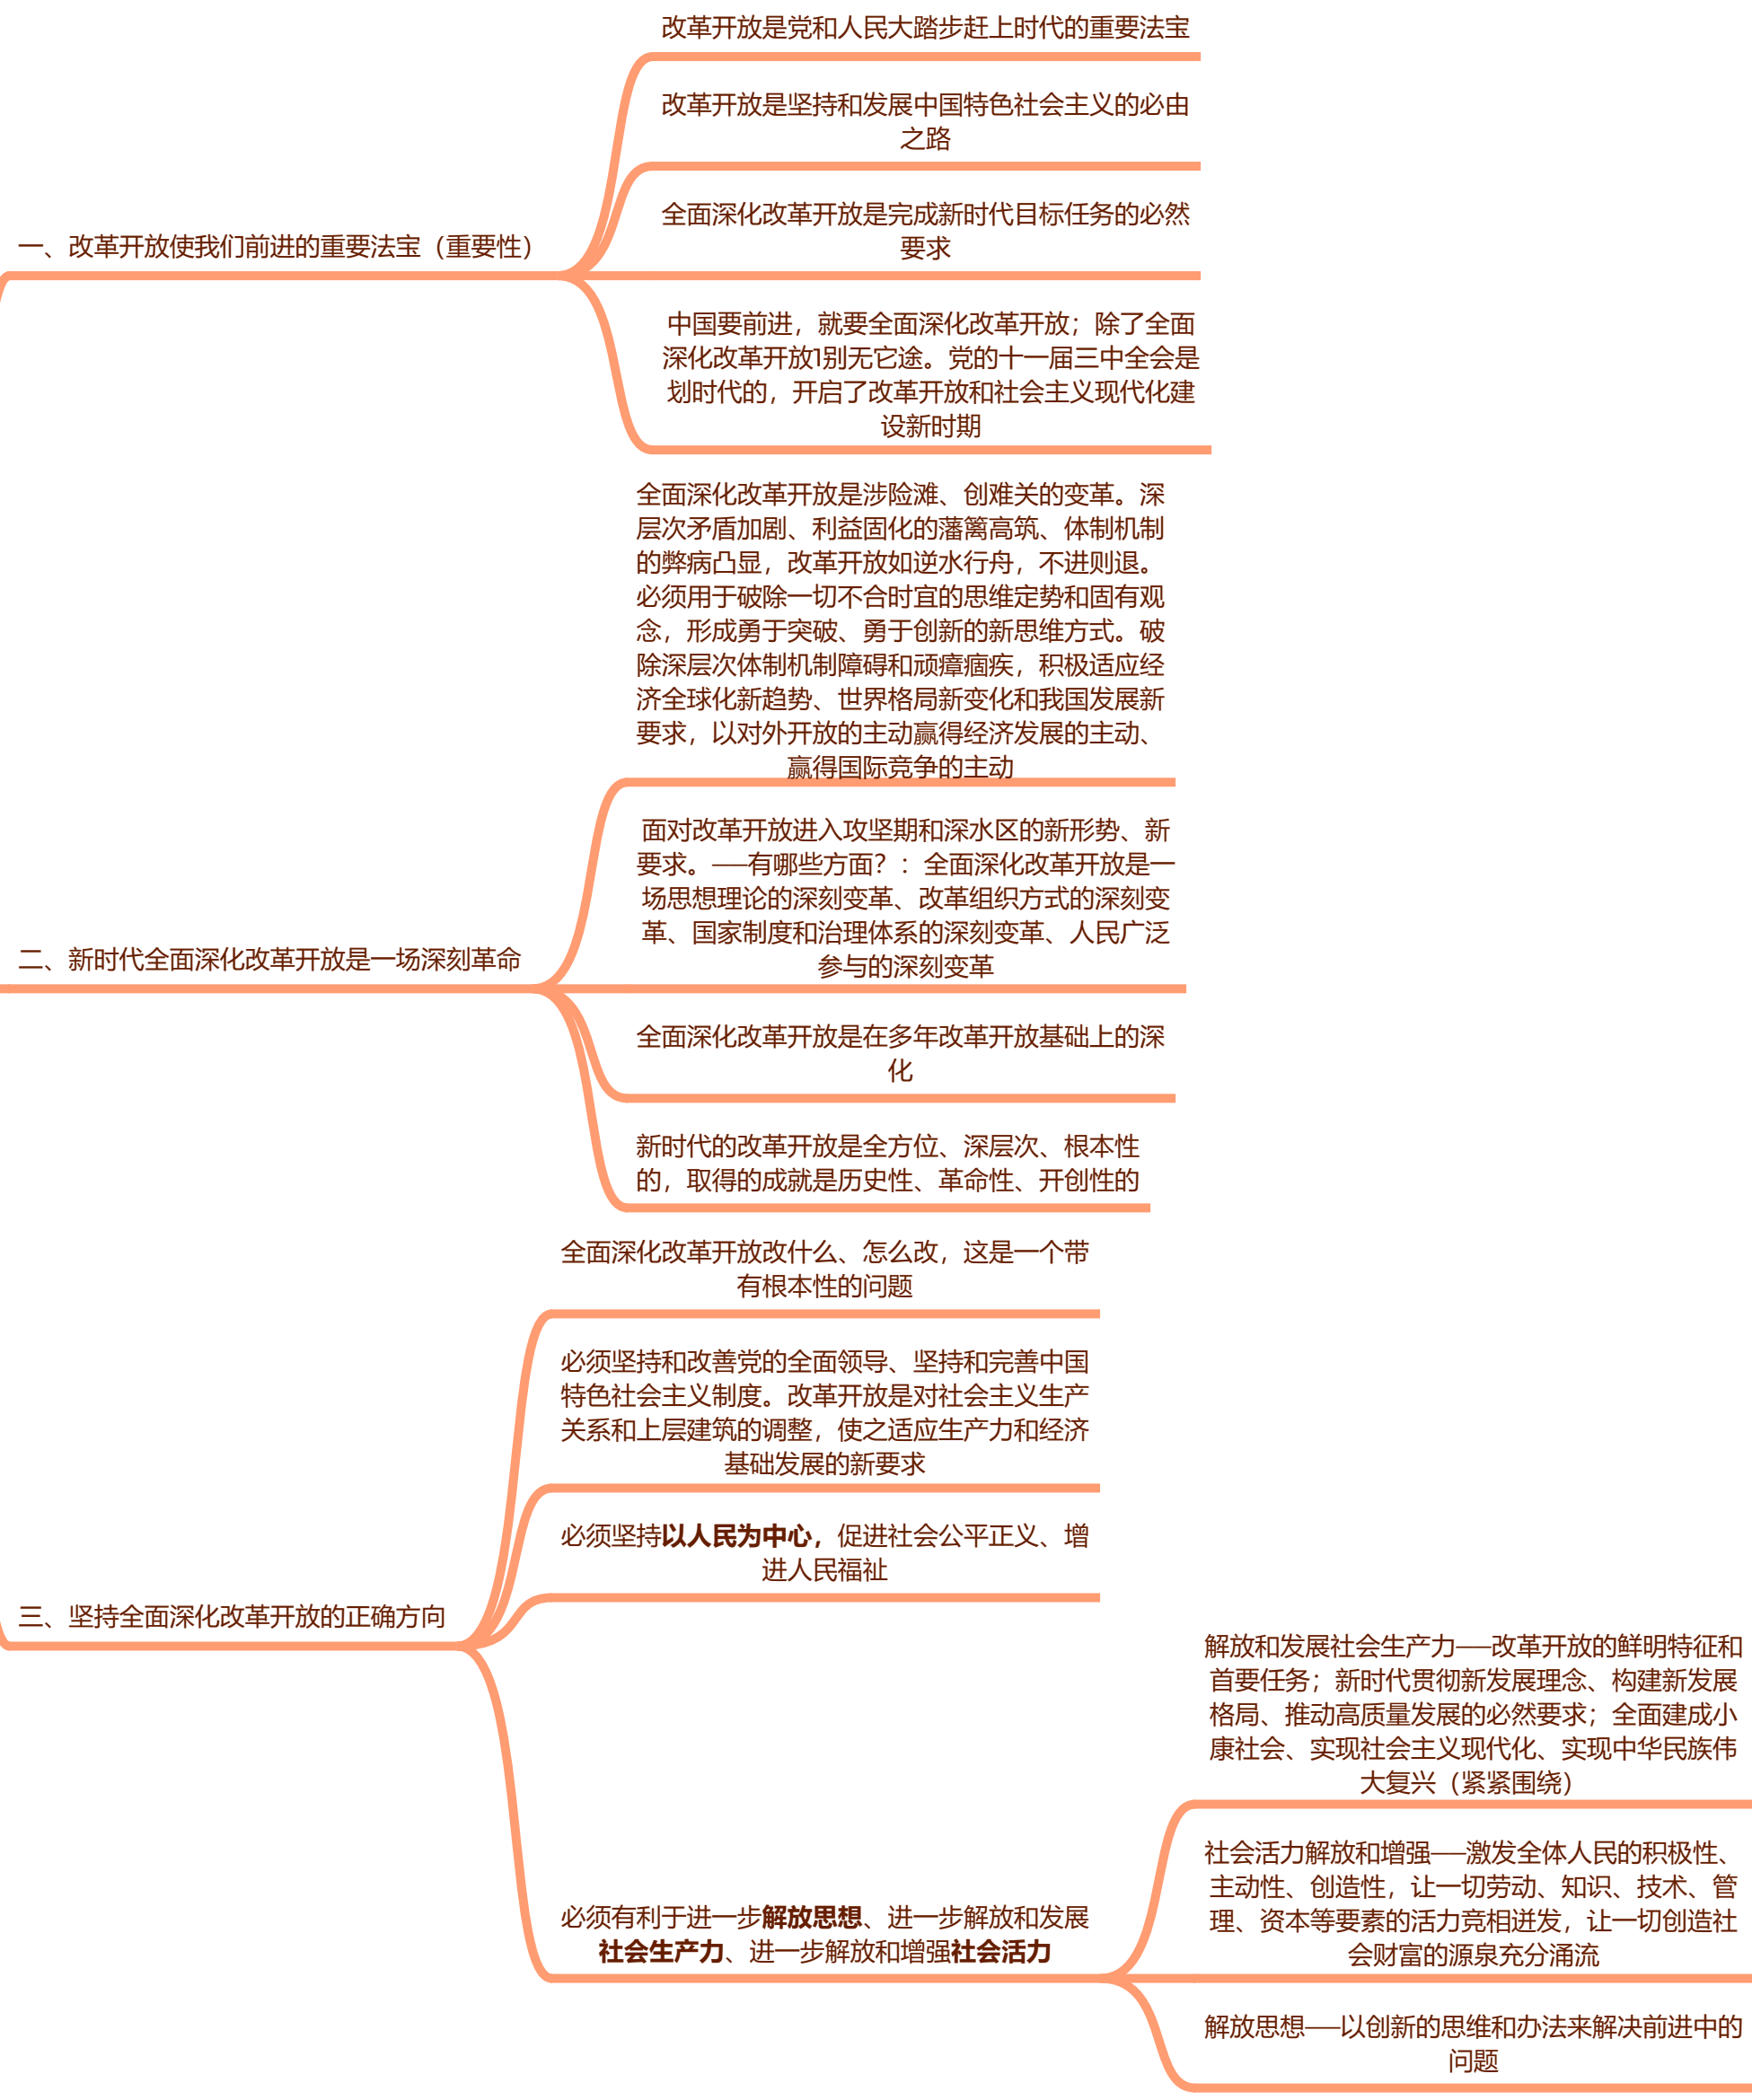 改革开放是党和人民大踏步赶上时代的重要法宝
改革开放是坚持和发展中国特色社会主义的必由
之路
全面深化改革开放是完成新时代目标任务的必然
要求
一、改革开放使我们前进的重要法宝（重要性）
中国要前进，就要全面深化改革开放；除了全面
深化改革开放1别无它途。党的十一届三中全会是
划时代的，开启了改革开放和社会主义现代化建
设新时期
全面深化改革开放是涉险滩、创难关的变革。深
层次矛盾加剧、利益固化的藩篱高筑、体制机制
的弊病凸显，改革开放如逆水行舟，不进则退。
必须用于破除一切不合时宜的思维定势和固有观
念，形成勇于突破、勇于创新的新思维方式。破
除深层次体制机制障碍和顽瘴痼疾，积极适应经
济全球化新趋势、世界格局新变化和我国发展新
要求，以对外开放的主动赢得经济发展的主动、
赢得国际竞争的主动
面对改革开放进入攻坚期和深水区的新形势、新
要求。——有哪些方面？：全面深化改革开放是一
场思想理论的深刻变革、改革组织方式的深刻变
革、国家制度和治理体系的深刻变革、人民广泛
参与的深刻变革
二、新时代全面深化改革开放是一场深刻革命
全面深化改革开放是在多年改革开放基础上的深
化
新时代的改革开放是全方位、深层次、根本性
的，取得的成就是历史性、革命性、开创性的
全面深化改革开放改什么、怎么改，这是一个带
有根本性的问题
必须坚持和改善党的全面领导、坚持和完善中国
特色社会主义制度。改革开放是对社会主义生产
关系和上层建筑的调整，使之适应生产力和经济
基础发展的新要求
必须坚持以人民为中心，促进社会公平正义、增
进人民福祉
三、坚持全面深化改革开放的正确方向
必须有利于进一步解放思想、进一步解放和发展
社会生产力、进一步解放和增强社会活力
解放和发展社会生产力——改革开放的鲜明特征和
首要任务；新时代贯彻新发展理念、构建新发展
格局、推动高质量发展的必然要求；全面建成小
康社会、实现社会主义现代化、实现中华民族伟
大复兴（紧紧围绕）
社会活力解放和增强——激发全体人民的积极性、
主动性、创造性，让一切劳动、知识、技术、管
理、资本等要素的活力竞相迸发，让一切创造社
会财富的源泉充分涌流
解放思想——以创新的思维和办法来解决前进中的
问题